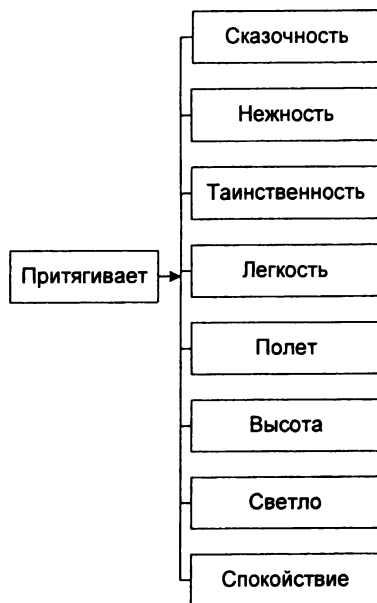 Сказочность
Нежность
Таинственность
Притягивает
Легкость
Полет
Высота
Светло
Спокойствие